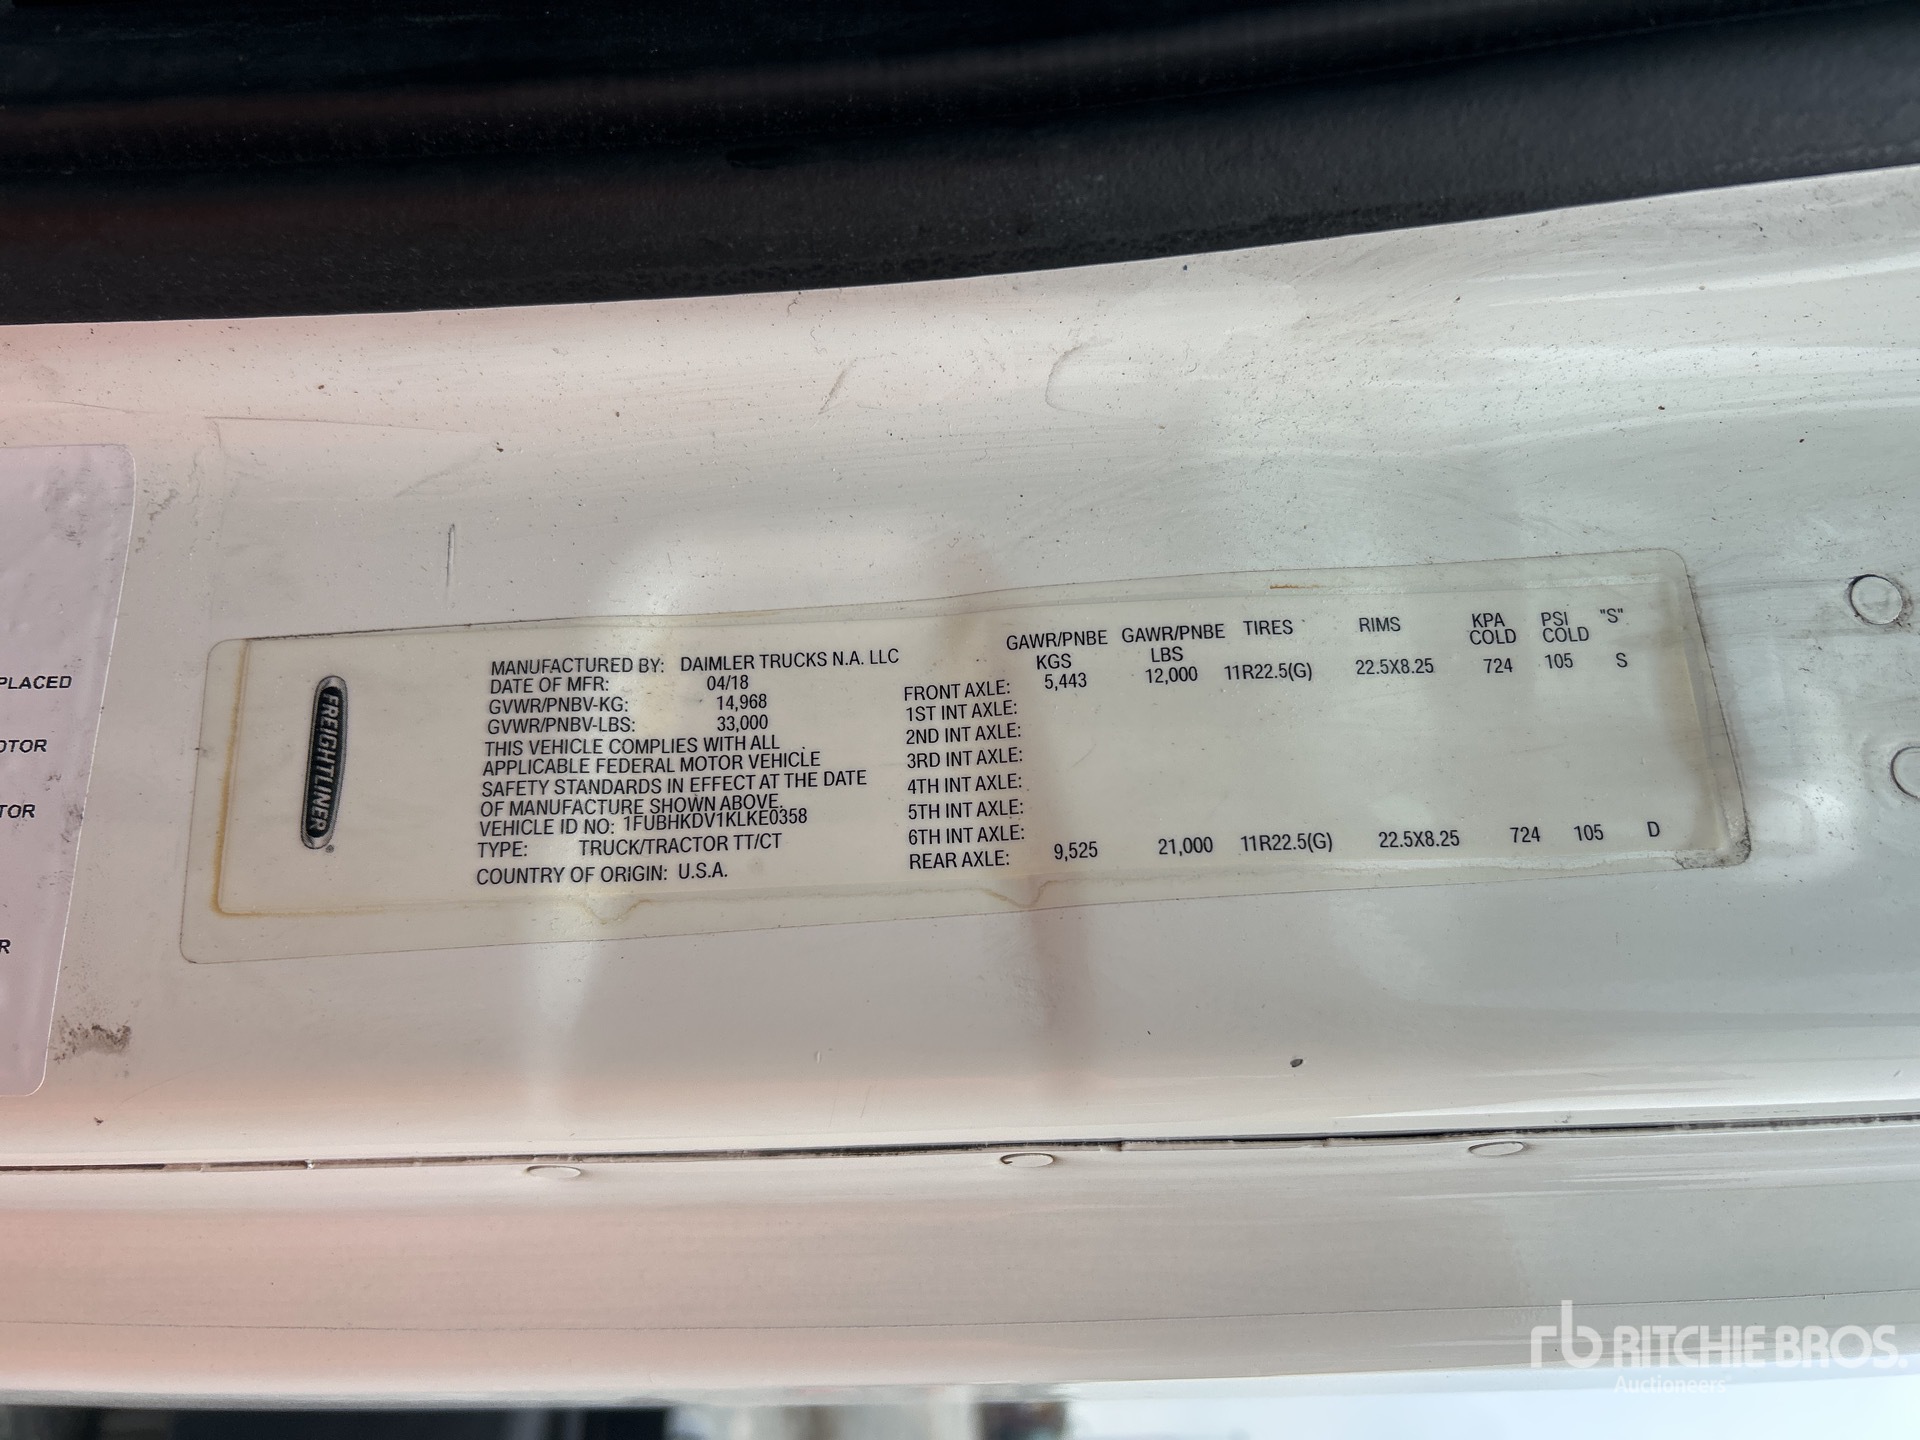 PLACED
OTOR
TOR
R
FREIGHTLINER
MANUFACTURED BY: DAIMLER TRUCKS N.A. LLC
DATE OF MFR: 04/18
GVWR/PNBV-KG: 14,968
GVWR/PNBV-LBS: 33,000
THIS VEHICLE COMPLIES WITH ALL
APPLICABLE FEDERAL MOTOR VEHICLE
SAFETY STANDARDS IN EFFECT AT THE DATE
OF MANUFACTURE SHOWN ABOVE.
VEHICLE ID NO: 1FUBHKDV1KLKE0358
TYPE: TRUCK/TRACTOR TT/CT
COUNTRY OF ORIGIN: U.S.A.
GAWR/PNBE GAWR/PNBE TIRES RIMS KPA PSI "S"
KGS LBS COLD COLD
FRONT AXLE: 5,443 12,000 11R22.5(G) 22.5X8.25 724 105 S
1ST INT AXLE:
2ND INT AXLE:
3RD INT AXLE:
4TH INT AXLE:
5TH INT AXLE:
6TH INT AXLE:
REAR AXLE: 9,525 21,000 11R22.5(G) 22.5X8.25 724 105 D
rb RITCHIE BROS.
Auctioneers